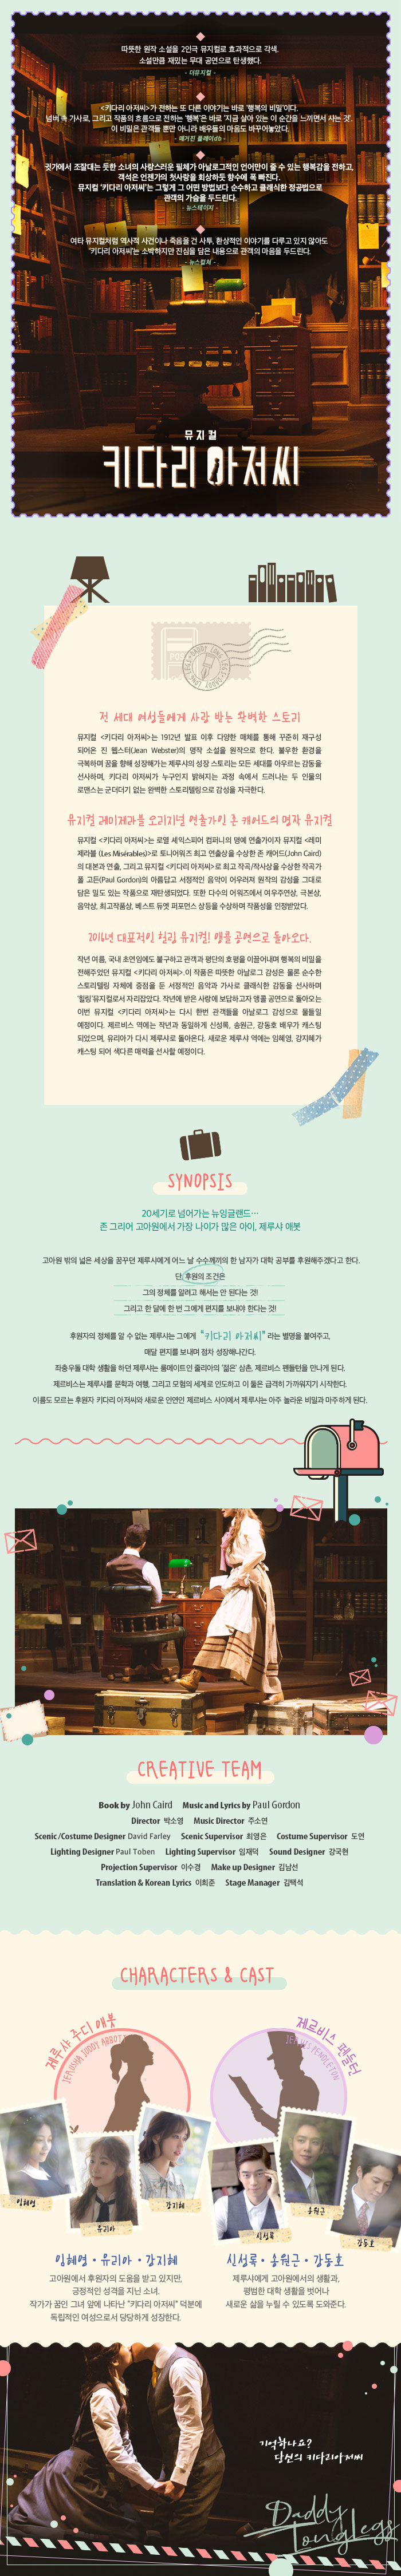 따뜻한 원작 소설을 2인극 뮤지컬로 효과적으로 각색.
소설만큼 재밌는 무대 공연으로 탄생했다.
- 더뮤지컬 -
<키다리 아저씨>가 전하는 또 다른 이야기는 바로 '행복의 비밀'이다.
넘버 속 가사로, 그리고 작품의 흐름으로 전하는 '행복'은 바로 '지금 살아 있는 이 순간을 느끼면서 사는 것'.
이 비밀은 관객들 뿐만 아니라 배우들의 마음도 바꾸어놓았다.
- 매거진 플레이db -
귓가에서 조잘대는 듯한 소녀의 사랑스러운 필체가 아날로그적인 언어만이 줄 수 있는 행복감을 전하고,
객석은 언젠가의 첫사랑을 회상하듯 향수에 폭 빠진다.
뮤지컬 '키다리 아저씨'는 그렇게 그 어떤 방법보다 순수하고 클래식한 정공법으로
관객의 가슴을 두드린다.
- 뉴스테이지 -
여타 뮤지컬처럼 역사적 사건이나 죽음을 건 사투, 환상적인 이야기를 다루고 있지 않아도
'키다리 아저씨'는 소박하지만 진심을 담은 내용으로 관객의 마음을 두드린다.
- 뉴스컬쳐 -
뮤지컬
키다리 아저씨
전 세대 여성들에게 사랑 받는 완벽한 스토리
뮤지컬 <키다리 아저씨>는 1912년 발표 이후 다양한 매체를 통해 꾸준히 재구성
되어온 진 웹스터(Jean Webster)의 명작 소설을 원작으로 한다. 불우한 환경을
극복하며 꿈을 향해 성장해가는 제루샤의 성장 스토리는 모든 세대를 아우르는 감동을
선사하며, 키다리 아저씨가 누구인지 밝혀지는 과정 속에서 드러나는 두 인물의
로맨스는 군더더기 없는 완벽한 스토리텔링으로 감성을 자극한다.
뮤지컬 레미제라블 오리지널 연출가인 존 캐어드의 명작 뮤지컬
뮤지컬 <키다리 아저씨>는 로열 셰익스피어 컴퍼니의 명예 연출가이자 뮤지컬 <레미
제라블 (Les Misérables)>로 토니어워즈 최고 연출상을 수상한 존 캐어드(John Caird)
의 대본과 연출, 그리고 뮤지컬 <키다리 아저씨>로 최고 작곡/작사상을 수상한 작곡가
폴 고든(Paul Gordon)의 아름답고 서정적인 음악이 어우러져 원작의 감성을 그대로
담은 밀도 있는 작품으로 재탄생되었다. 또한 다수의 어워즈에서 여우주연상, 극본상,
음악상, 최고작품상, 베스트 듀엣 퍼포먼스 상등을 수상하며 작품성을 인정받았다.
2016년 대표적인 힐링 뮤지컬! 앵콜 공연으로 돌아오다.
작년 여름, 국내 초연임에도 불구하고 관객과 평단의 호평을 이끌어내며 행복의 비밀을
전해주었던 뮤지컬 <키다리 아저씨>.이 작품은 따뜻한 아날로그 감성은 물론 순수한
스토리텔링 자체에 중점을 둔 서정적인 음악과 가사로 클래식한 감동을 선사하며
'힐링'뮤지컬로서 자리잡았다. 작년에 받은 사랑에 보답하고자 앵콜 공연으로 돌아오는
이번 뮤지컬 <키다리 아저씨>는 다시 한번 관객들을 아날로그 감성으로 물들일
예정이다. 제르비스 역에는 작년과 동일하게 신성록, 송원근, 강동호 배우가 캐스팅
되었으며, 유리아가 다시 제루샤로 돌아온다. 새로운 제루샤 역에는 임혜영, 강지혜가
캐스팅 되어 색다른 매력을 선사할 예정이다.
SYNOPSIS
20세기로 넘어가는 뉴잉글랜드…
존 그리어 고아원에서 가장 나이가 많은 아이, 제루샤 애봇
고아원 밖의 넓은 세상을 꿈꾸던 제루샤에게 어느 날 수수께끼의 한 남자가 대학 공부를 후원해주겠다고 한다.
단, 후원의 조건은
그의 정체를 알려고 해서는 안 된다는 것!
그리고 한 달에 한 번 그에게 편지를 보내야 한다는 것!
후원자의 정체를 알 수 없는 제루샤는 그에게 "키다리 아저씨" 라는 별명을 붙여주고,
매달 편지를 보내며 점차 성장해나간다.
좌충우돌 대학 생활을 하던 제루샤는 룸메이트인 줄리아의 '젊은' 삼촌, 제르비스 펜들턴을 만나게 된다.
제르비스는 제루샤를 문학과 여행, 그리고 모험의 세계로 인도하고 이 둘은 급격히 가까워지기 시작한다.
이름도 모르는 후원자 키다리 아저씨와 새로운 인연인 제르비스 사이에서 제루샤는 아주 놀라운 비밀과 마주하게 된다.
CREATIVE TEAM
Book by John Caird Music and Lyrics by Paul Gordon
Director 박소영 Music Director 주소연
Scenic /Costume Designer David Farley Scenic Supervisor 최영은 Costume Supervisor 도연
Lighting Designer Paul Toben Lighting Supervisor 임재덕 Sound Designer 강국현
Projection Supervisor 이수경 Make up Designer 김남선
Translation & Korean Lyrics 이희준 Stage Manager 김택석
CHARACTERS & CAST
제루샤 주디 애봇
JERUSHA JUDDY ABBOTT
제르비스 펜들턴
JERVIS PENDLETON
임혜영
유리아
강지혜
신성록
송원근
강동호
임혜영 · 유리아 · 강지혜
고아원에서 후원자의 도움을 받고 있지만,
긍정적인 성격을 지닌 소녀.
작가가 꿈인 그녀 앞에 나타난 "키다리 아저씨" 덕분에
독립적인 여성으로서 당당하게 성장한다.
신성록 · 송원근 · 강동호
제루샤에게 고아원에서의 생활과,
평범한 대학 생활을 벗어나
새로운 삶을 누릴 수 있도록 도와준다.
기억하나요?
당신의 키다리아저씨
Daddy
Long Legs